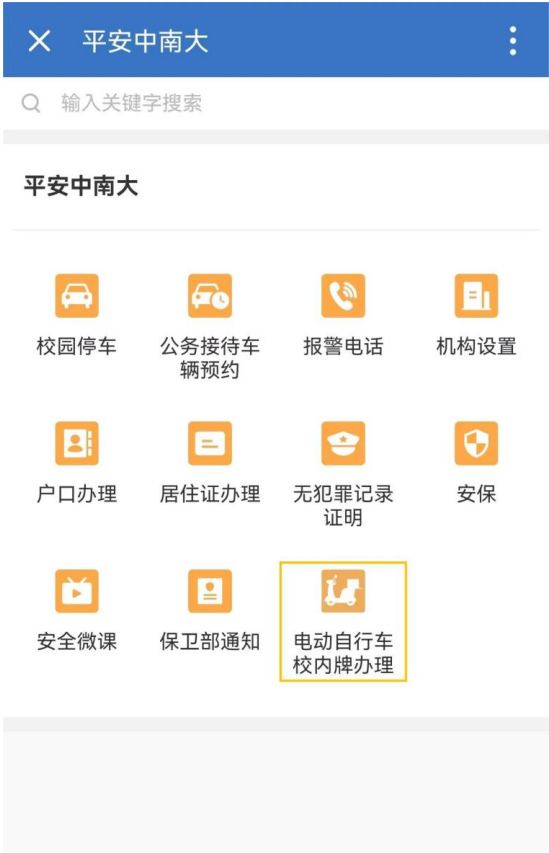 平安中南大
输入关键字搜索
平安中南大
校园停车
公务接待车
辆预约
报警电话
机构设置
户口办理
居住证办理
无犯罪记录
证明
安保
安全微课
保卫部通知
电动自行车
校内牌办理